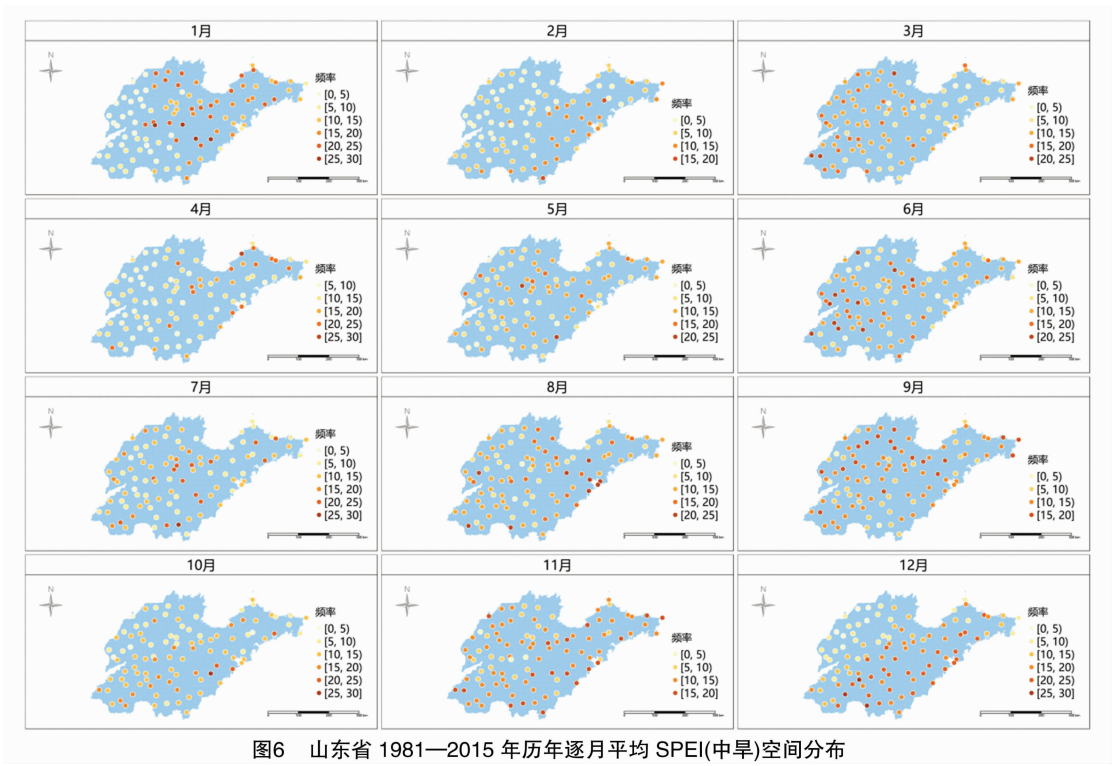 1月
N
频率
[0, 5)
[5, 10)
[10, 15)
[15, 20)
[20, 25)
[25, 30]
2月
N
频率
[0, 5)
[5, 10)
[10, 15)
[15, 20]
3月
N
频率
[0, 5)
[5, 10)
[10, 15)
[15, 20)
[20, 25]
4月
N
频率
[5, 10)
[10, 15)
[15, 20)
[20, 25)
[25, 30]
5月
N
频率
[0, 5)
[5, 10)
[10, 15)
[15, 20)
[20, 25]
6月
N
频率
[0, 5)
[5, 10)
[10, 15)
[15, 20)
[20, 25]
7月
N
频率
[0, 5)
[5, 10)
[10, 15)
[15, 20)
[20, 25)
[25, 30]
8月
N
频率
[0, 5)
[5, 10)
[10, 15)
[15, 20)
[20, 25]
9月
N
频率
[0, 5)
[5, 10)
[10, 15)
[15, 20]
10月
N
频率
[0, 5)
[5, 10)
[10, 15)
[15, 20)
[20, 25)
[25, 30]
11月
N
频率
[0, 5)
[5, 10)
[10, 15)
[15, 20]
12月
N
频率
[0, 5)
[5, 10)
[10, 15)
[15, 20)
[20, 25)
[25, 30]
图6 山东省 1981—2015 年历年逐月平均 SPEI(中旱)空间分布